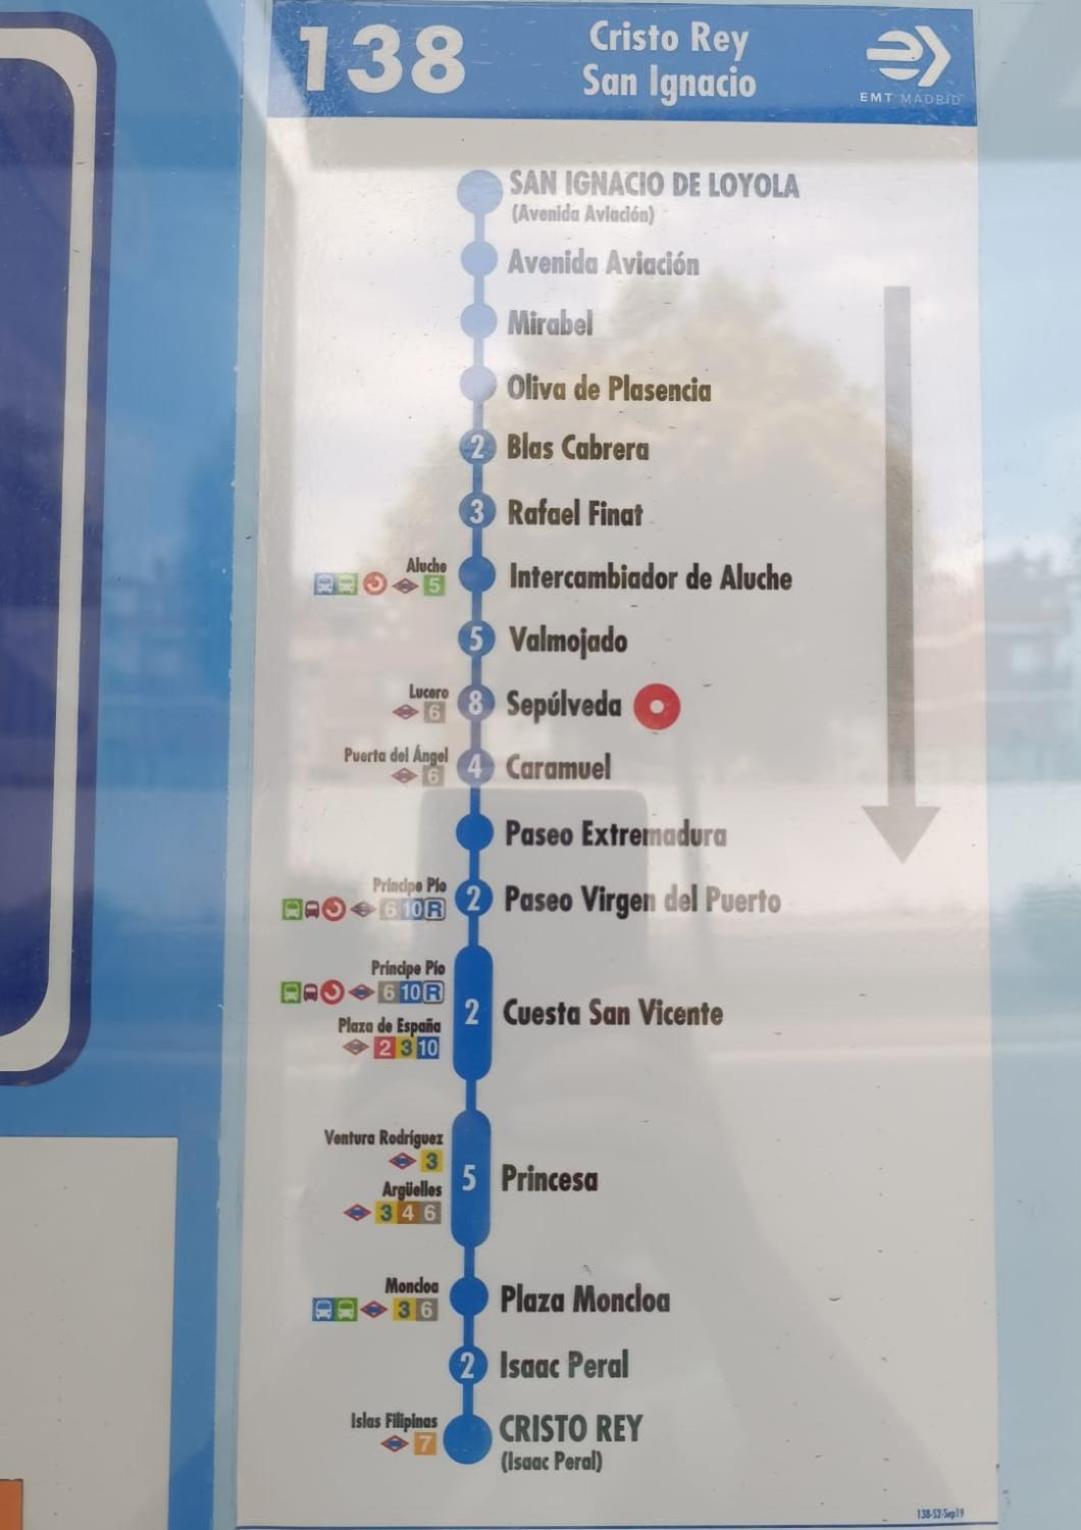 138
Cristo Rey
San Ignacio
EMT MADRID
SAN IGNACIO DE LOYOLA
(Avenida Aviación)
Avenida Aviación
Mirabel
Oliva de Plasencia
2 Blas Cabrera
3 Rafael Finat
Aluche
5
Intercambiador de Aluche
5 Valmojado
Lucero
6
8 Sepúlveda
Puerta del Ángel
6
4 Caramuel
Paseo Extremadura
Príncipe Pío
6 10 R
2 Paseo Virgen del Puerto
Príncipe Pío
6 10 R
Plaza de España
2 3 10
2 Cuesta San Vicente
Ventura Rodríguez
3
Argüelles
3 4 6
5 Princesa
Moncloa
3 6
Plaza Moncloa
2 Isaac Peral
Islas Filipinas
7
CRISTO REY
(Isaac Peral)
138-S2-Sep19